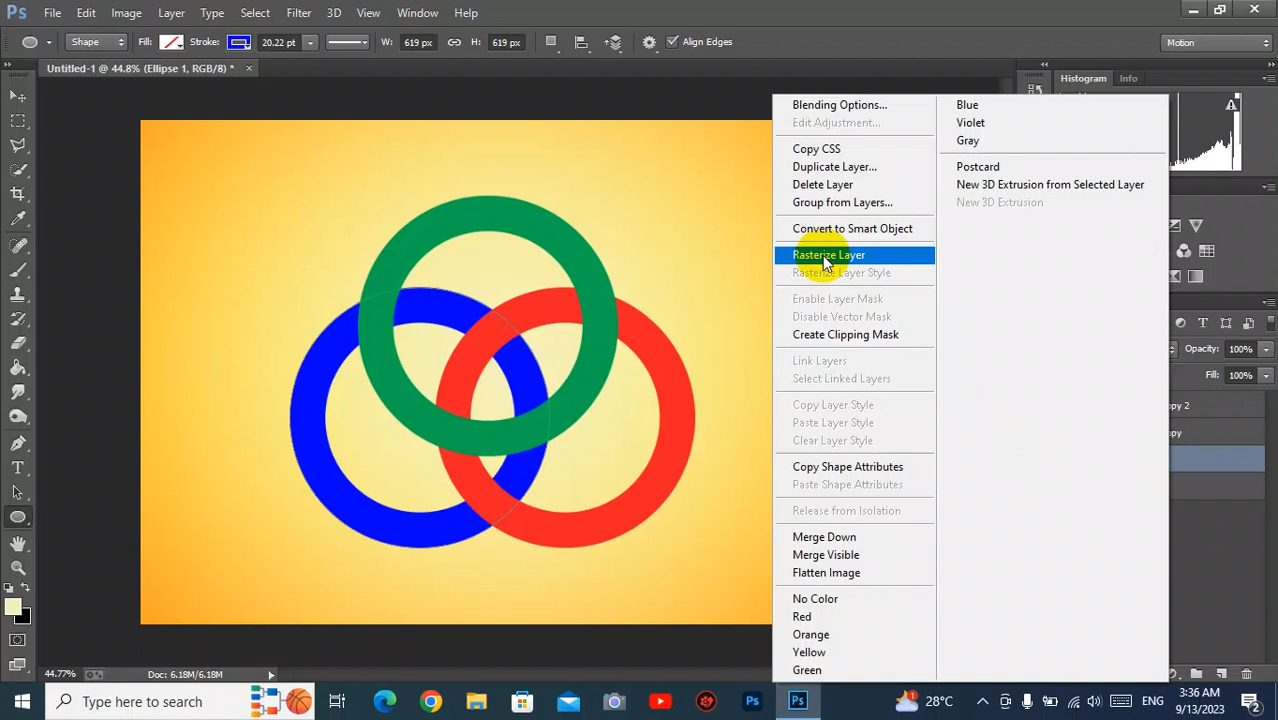 Ps File Edit Image Layer Type Select Filter 3D View Window Help
Shape Fill: Stroke: 20.22 pt W: 619 px H: 619 px Align Edges Motion
Untitled-1 @ 44.8% (Ellipse 1, RGB/8) * ×
Histogram Info
Blending Options...
Edit Adjustment...
Copy CSS
Duplicate Layer...
Delete Layer
Group from Layers...
Convert to Smart Object
Rasterize Layer
Rasterize Layer Style
Enable Layer Mask
Disable Vector Mask
Create Clipping Mask
Link Layers
Select Linked Layers
Copy Layer Style
Paste Layer Style
Clear Layer Style
Copy Shape Attributes
Paste Shape Attributes
Release from Isolation
Merge Down
Merge Visible
Flatten Image
No Color
Red
Orange
Yellow
Green
Blue
Violet
Gray
Postcard
New 3D Extrusion from Selected Layer
New 3D Extrusion
Opacity: 100%
Fill: 100%
opy 2
opy
44.77% Doc: 6.18M/6.18M
Type here to search
Ps
Ps
1
28°C
ENG
3:36 AM
9/13/2023
2